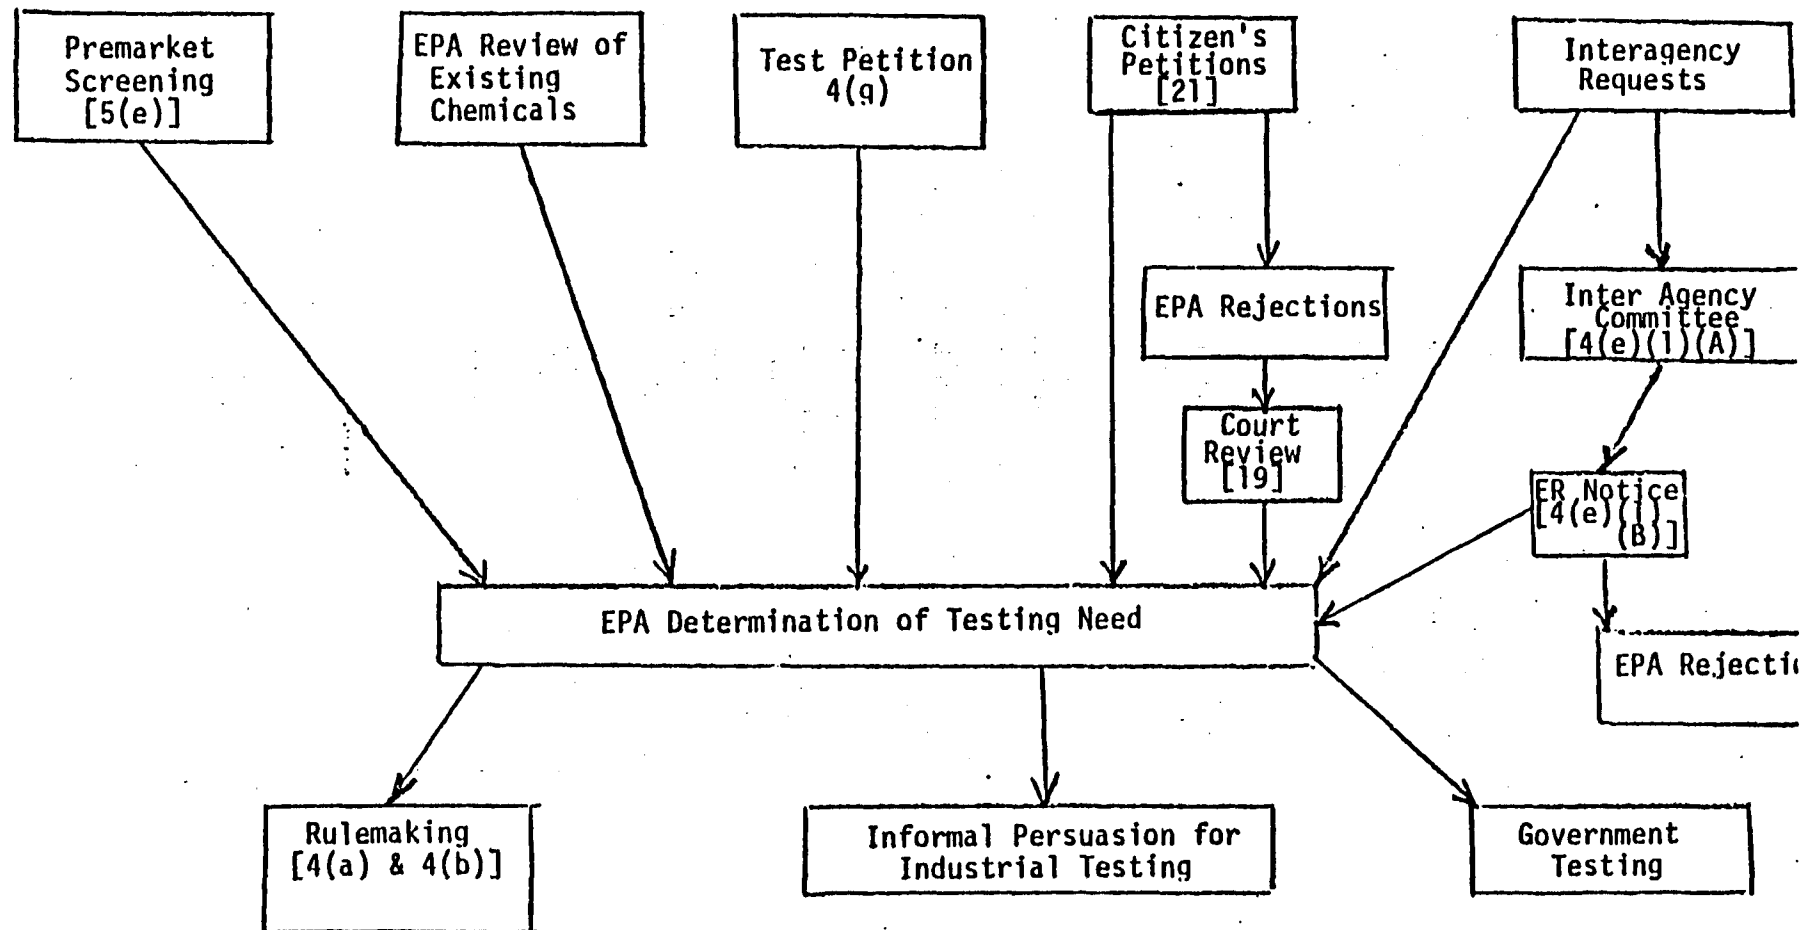 Premarket
Screening
[5(e)]
EPA Review of
Existing
Chemicals
Test Petition
4(g)
Citizen's
Petitions
[21]
Interagency
Requests
EPA Rejections
Inter Agency
Committee
[4(e)(1)(A)]
Court
Review
[19]
ER Notice
[4(e)(1)
(B)]
EPA Determination of Testing Need
EPA Rejecti
Rulemaking
[4(a) & 4(b)]
Informal Persuasion for
Industrial Testing
Government
Testing